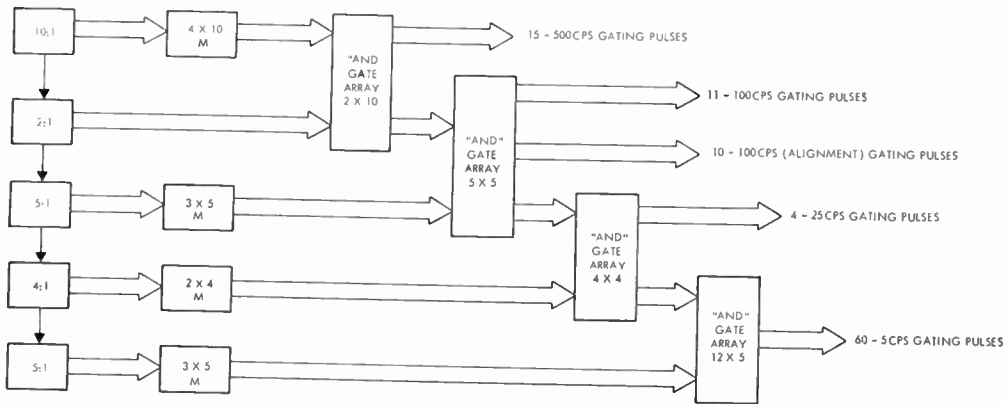 10:1
4 X 10
M
"AND
GATE
ARRAY
2 X 10
15 - 500CPS GATING PULSES
2:1
"AND"
GATE
ARRAY
5 X 5
11 - 100CPS GATING PULSES
10 - 100CPS (ALIGNMENT) GATING PULSES
5:1
3 X 5
M
"AND"
GATE
ARRAY
4 X 4
4 - 25CPS GATING PULSES
4:1
2 X 4
M
"AND"
GATE
ARRAY
12 X 5
60 - 5CPS GATING PULSES
5:1
3 X 5
M